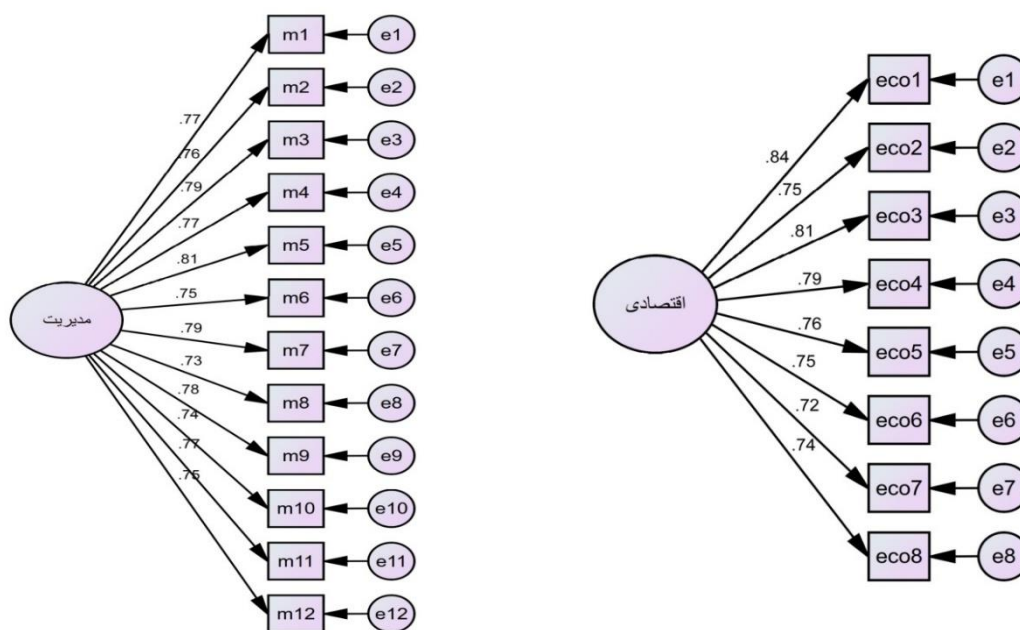 m1
e1
m2
e2
m3
e3
m4
e4
m5
e5
m6
e6
m7
e7
m8
e8
m9
e9
m10
e10
m11
e11
m12
e12
.77
.76
.79
.77
.81
.75
.79
.73
.78
.74
.77
.75
مدیریت
eco1
e1
eco2
e2
eco3
e3
eco4
e4
eco5
e5
eco6
e6
eco7
e7
eco8
e8
.84
.75
.81
.79
.76
.75
.72
.74
اقتصادی